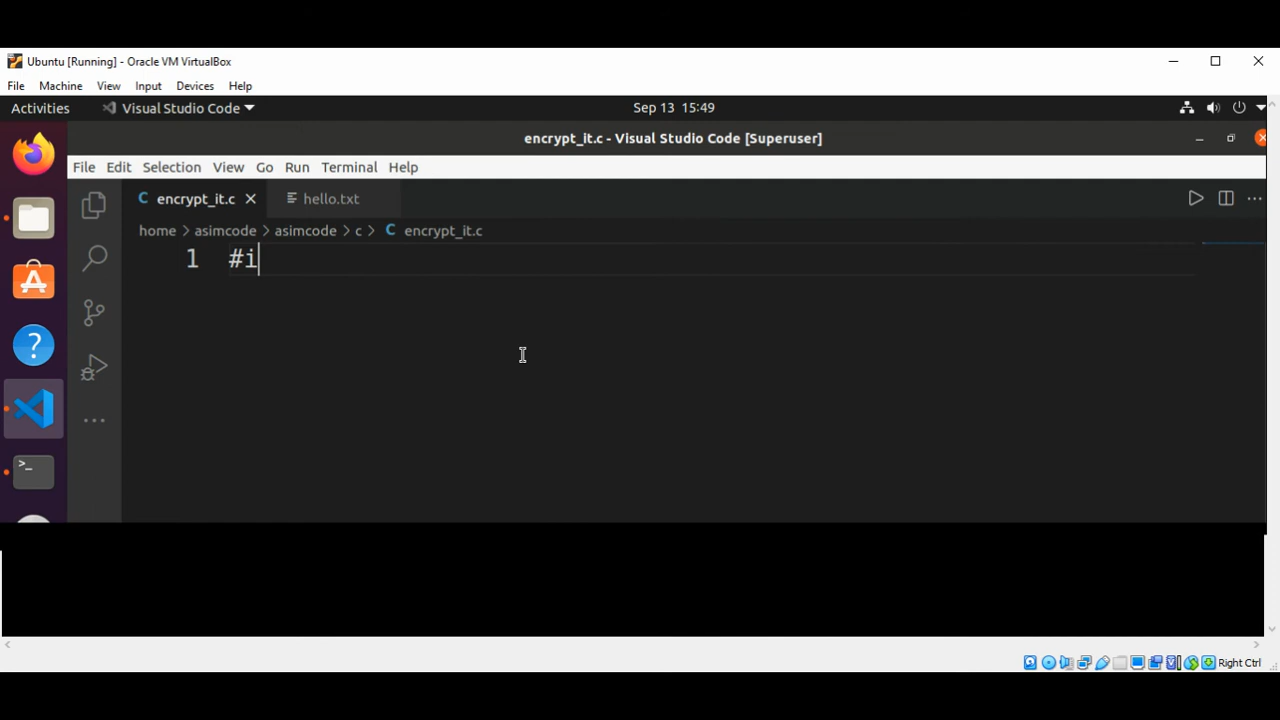 Ubuntu [Running] - Oracle VM VirtualBox
File Machine View Input Devices Help
Activities Visual Studio Code Sep 13 15:49
encrypt_it.c - Visual Studio Code [Superuser]
File Edit Selection View Go Run Terminal Help
C encrypt_it.c hello.txt
home > asimcode > asimcode > c > C encrypt_it.c
1 #i
Right Ctrl